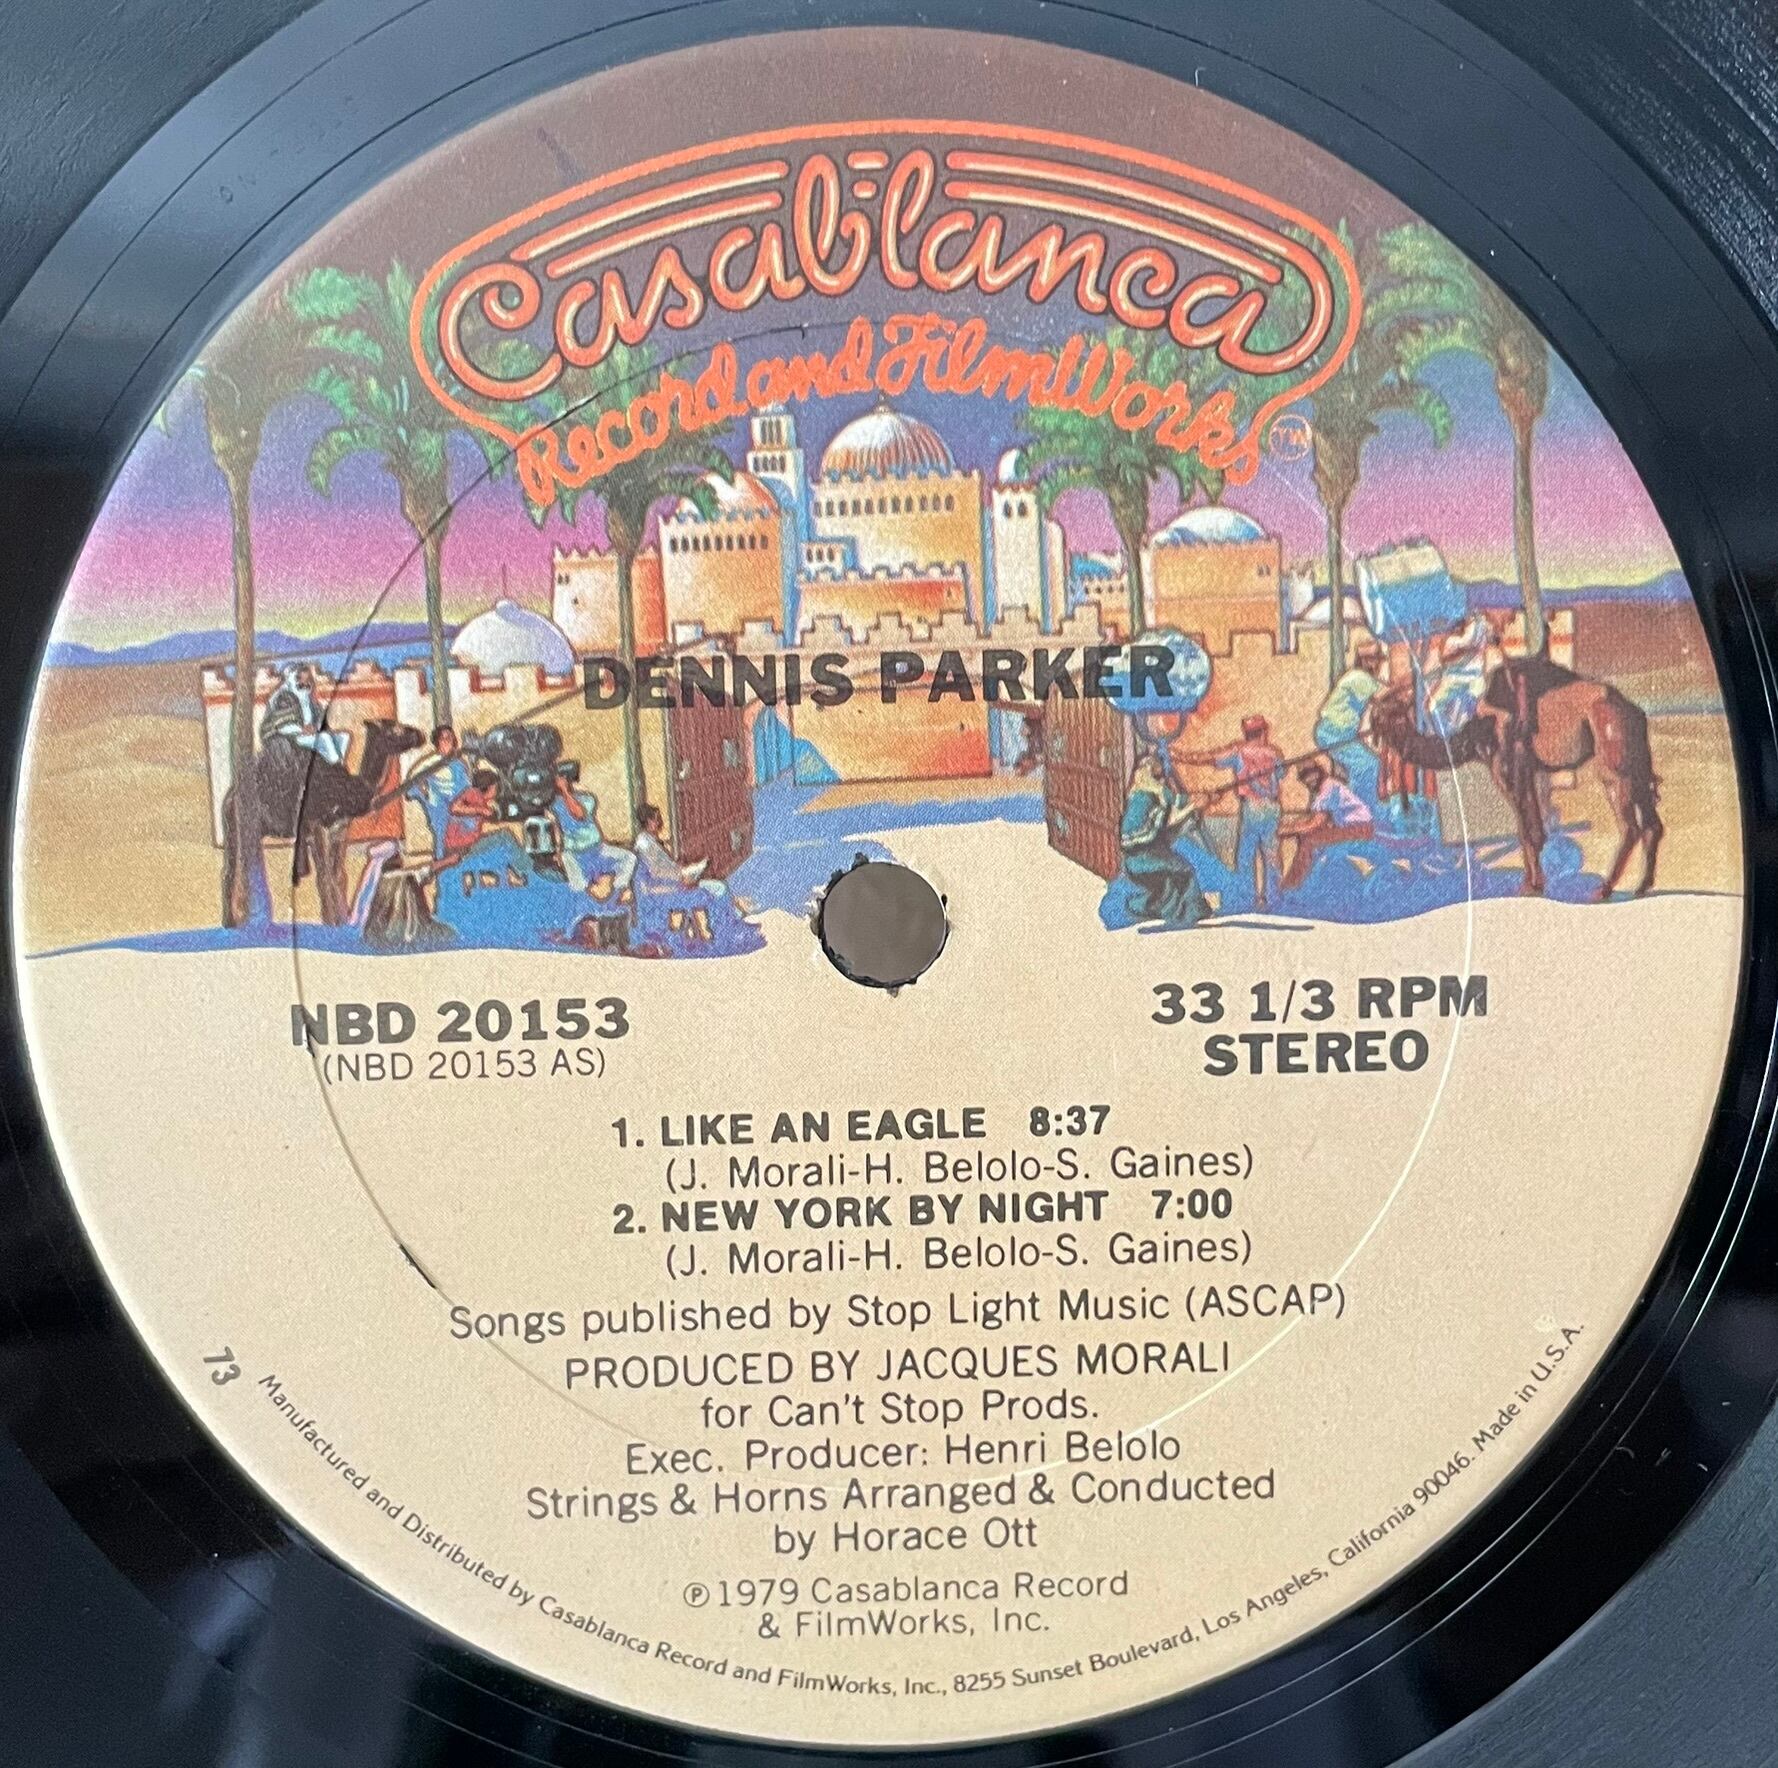 Casablanca
Record and FilmWorks TM
DENNIS PARKER
NBD 20153
(NBD 20153 AS)
33 1/3 RPM
STEREO
1. LIKE AN EAGLE 8:37
(J. Morali-H. Belolo-S. Gaines)
2. NEW YORK BY NIGHT 7:00
(J. Morali-H. Belolo-S. Gaines)
Songs published by Stop Light Music (ASCAP)
PRODUCED BY JACQUES MORALI
for Can't Stop Prods.
Exec. Producer: Henri Belolo
Strings & Horns Arranged & Conducted
by Horace Ott
℗1979 Casablanca Record
& FilmWorks, Inc.
73
Manufactured and Distributed by Casablanca Record and FilmWorks, Inc., 8255 Sunset Boulevard, Los Angeles, California 90046. Made in U.S.A.